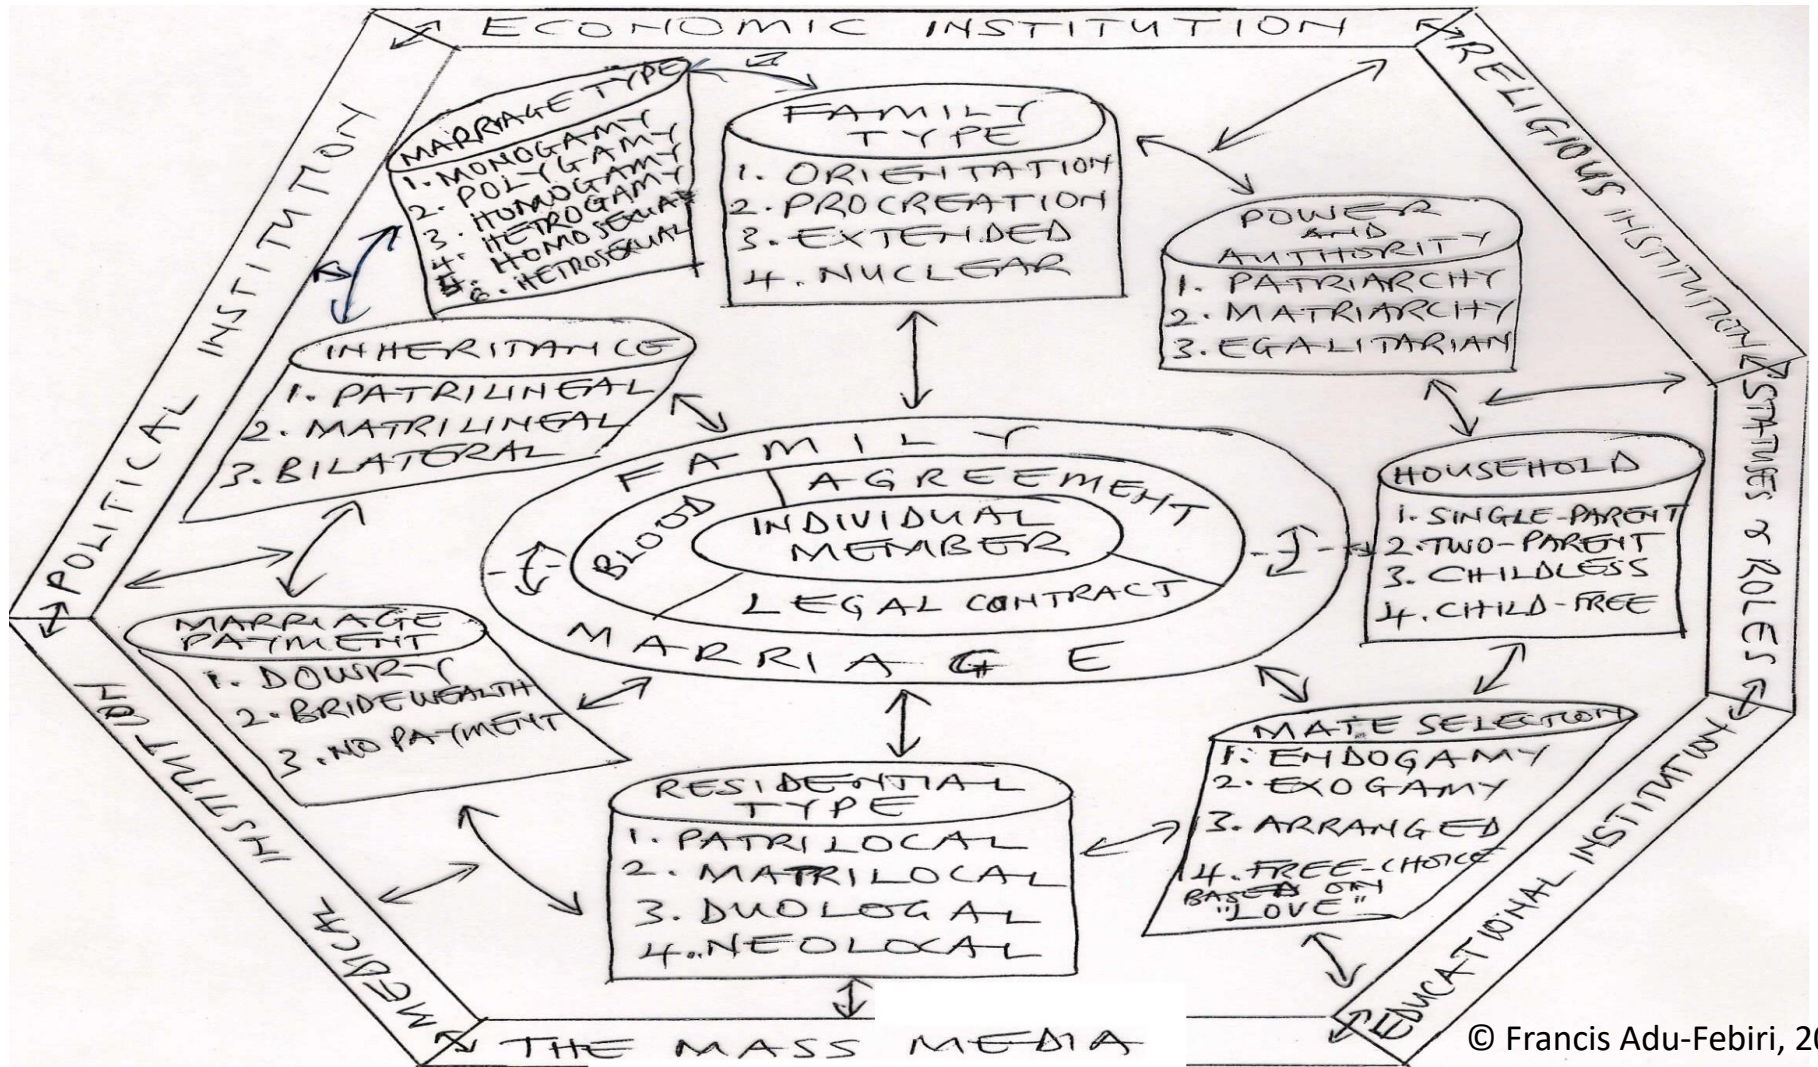 ECONOMIC INSTITUTION
RELIGIOUS INSTITUTION
STATUSES & ROLES
EDUCATIONAL INSTITUTION
THE MASS MEDIA
MEDICAL INSTITUTION
POLITICAL INSTITUTION
MARRIAGE TYPE
1. MONOGAMY
2. POLYGAMY
3. HOMOGAMY
4. HETROGAMY
HOMOSEXUAL
6. HETROSEXUAL
FAMILY
TYPE
1. ORIENTATION
2. PROCREATION
3. EXTENDED
4. NUCLEAR
POWER
AND
AUTHORITY
1. PATRIARCHY
2. MATRIARCHY
3. EGALITARIAN
INHERITANCE
1. PATRILINEAL
2. MATRILINEAL
3. BILATERAL
HOUSEHOLD
1. SINGLE-PARENT
2. TWO-PARENT
3. CHILDLESS
4. CHILD-FREE
FAMILY
BLOOD
AGREEMENT
INDIVIDUAL
MEMBER
LEGAL CONTRACT
MARRIAGE
MARRIAGE
PAYMENT
1. DOWRY
2. BRIDEWEALTH
3. NO PAYMENT
RESIDENTIAL
TYPE
1. PATRILOCAL
2. MATRILOCAL
3. DUOLOCAL
4. NEOLOCAL
MATE SELECTION
1. ENDOGAMY
2. EXOGAMY
3. ARRANGED
4. FREE-CHOICE
BASED ON
"LOVE"
© Francis Adu-Febiri, 20